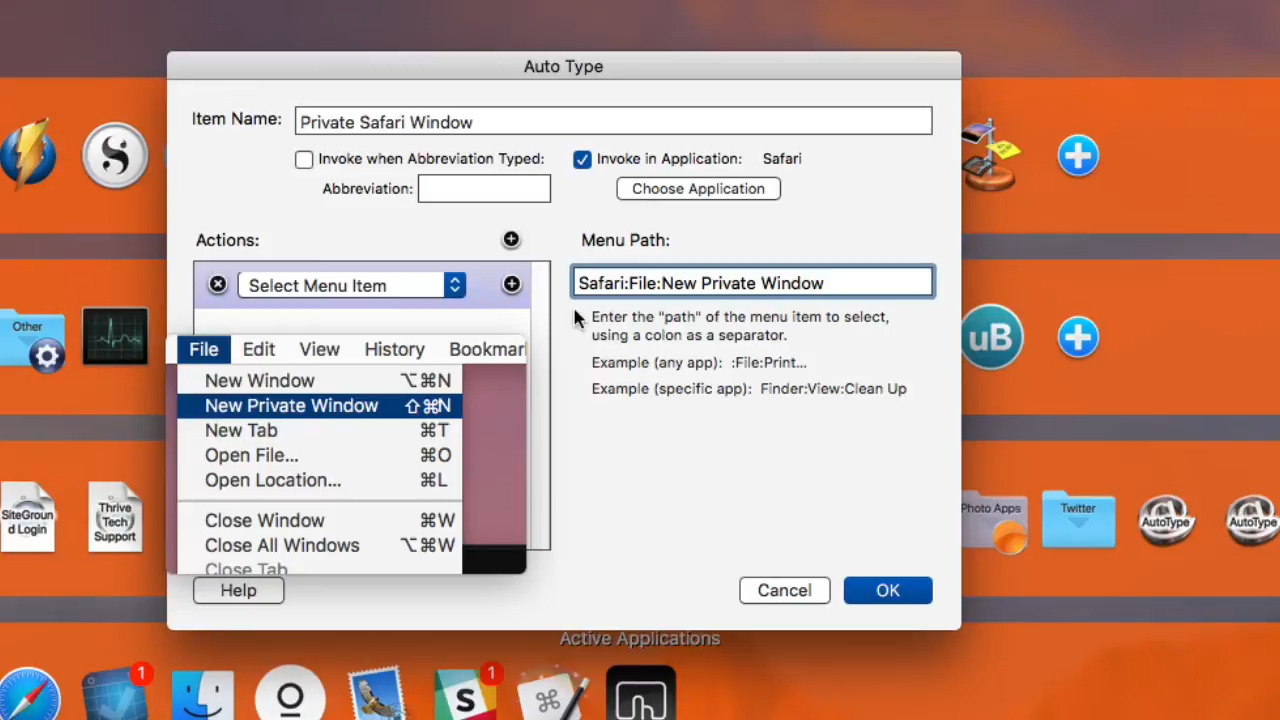 Auto Type
Item Name:
Private Safari Window
Invoke when Abbreviation Typed:
Invoke in Application:
Safari
Abbreviation:
Choose Application
Actions:
Menu Path:
Select Menu Item
Safari:File:New Private Window
Enter the "path" of the menu item to select,
using a colon as a separator.
Example (any app): :File:Print...
Example (specific app): Finder:View:Clean Up
File Edit View History Bookmar
New Window ⌥⌘N
New Private Window ⇧⌘N
New Tab ⌘T
Open File... ⌘O
Open Location... ⌘L
Close Window ⌘W
Close All Windows ⌥⌘W
Close Tab
Help
Cancel
OK
Other
uB
SiteGroun
d Login
Thrive
Tech
Support
Photo Apps
Twitter
AutoType
AutoType
Active Applications
1
1
S
⌘